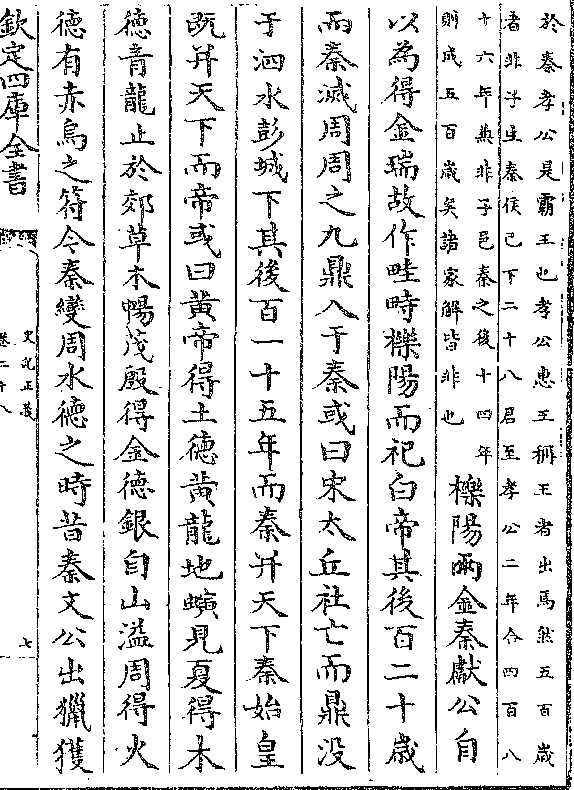 於秦孝公是霸王也孝公惠王稱王者出焉然五百歲
者非子生秦侯已下二十八君至孝公二年合四百八
十六年兼非子邑秦之後十四年
則成五百歲矣諸家解皆非也
櫟陽雨金秦獻公自
以為得金瑞故作畦畤櫟陽而祀白帝其後百二十歲
而秦滅周周之九鼎入于秦或曰宋太丘社亡而鼎没
于泗水彭城下其後百一十五年而秦并天下秦始皇
既并天下而帝或曰黄帝得土德黄龍地螾見夏得木
德青龍止於郊草木暢茂殷得金德銀自山溢周得火
德有赤烏之符今秦變周水德之時昔秦文公出獵獲
欽定四庫全書
史記正義
卷二十八
七